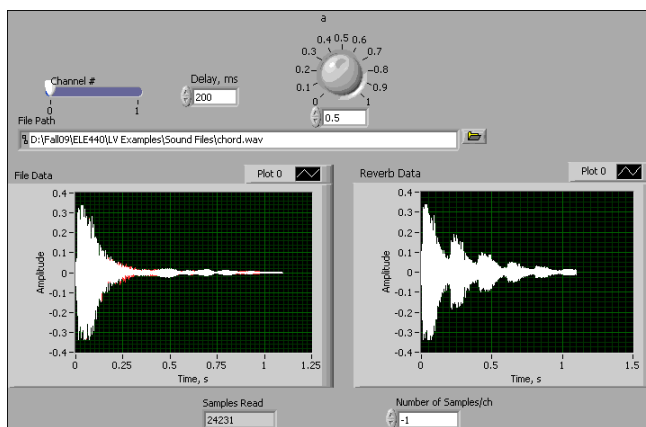 a
0.4 0.5 0.6
0.3 0.7
0.2 0.8
0.1 0.9
0 1
0.5
Channel #
0 1
Delay, ms
200
File Path
D:\Fall09\ELE440\LV Examples\Sound Files\chord.wav
File Data
Plot 0
Amplitude
0.4
0.3
0.2
0.1
0
-0.1
-0.2
-0.3
-0.4
0 0.25 0.5 0.75 1 1.25
Time, s
Reverb Data
Plot 0
Amplitude
0.4
0.3
0.2
0.1
0
-0.1
-0.2
-0.3
-0.4
0 0.5 1 1.5
Time, s
Samples Read
24231
Number of Samples/ch
-1